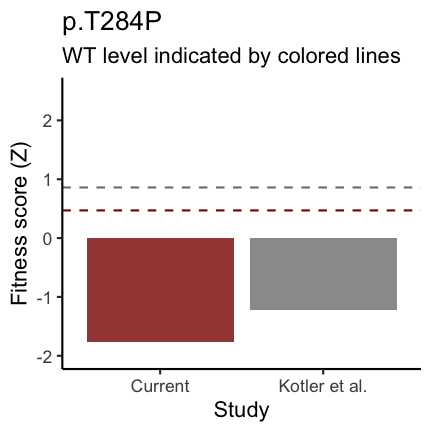 p.T284P
WT level indicated by colored lines
Fitness score (Z)
2
1
0
-1
-2
Current
Kotler et al.
Study